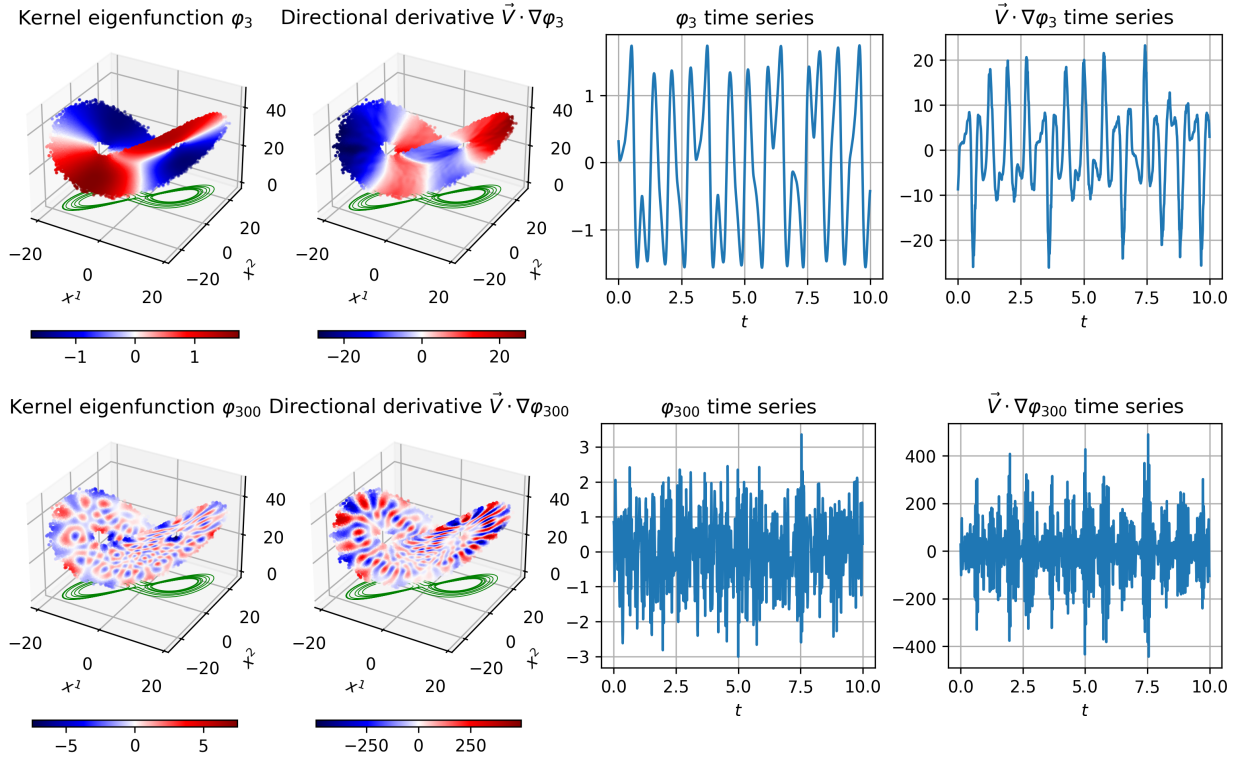 Kernel eigenfunction φ₃
Directional derivative V⃗ · ∇φ₃
φ₃ time series
V⃗ · ∇φ₃ time series
40
20
0
−20
0
20
x¹
−20
0
20
x²
−1 0 1
40
20
0
−20
0
20
x¹
−20
0
20
x²
−20 0 20
1
0
−1
0.0 2.5 5.0 7.5 10.0
t
20
10
0
−10
−20
0.0 2.5 5.0 7.5 10.0
t
Kernel eigenfunction φ₃₀₀
Directional derivative V⃗ · ∇φ₃₀₀
φ₃₀₀ time series
V⃗ · ∇φ₃₀₀ time series
40
20
0
−20
0
20
x¹
−20
0
20
x²
−5 0 5
40
20
0
−20
0
20
x¹
−20
0
20
x²
−250 0 250
3
2
1
0
−1
−2
−3
0.0 2.5 5.0 7.5 10.0
t
400
200
0
−200
−400
0.0 2.5 5.0 7.5 10.0
t